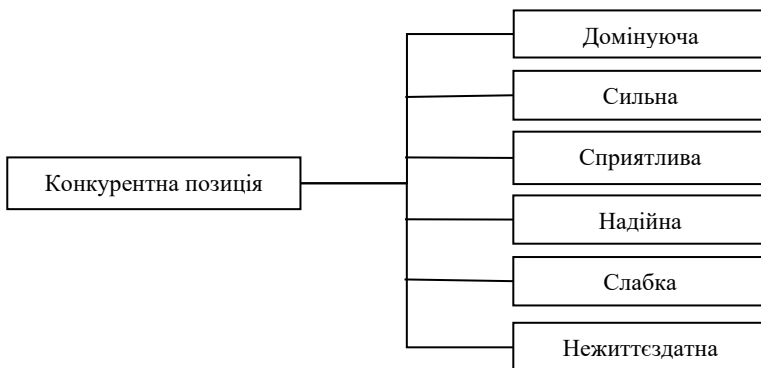 Домінуюча
Сильна
Сприятлива
Конкурентна позиція
Надійна
Слабка
Нежиттєздатна